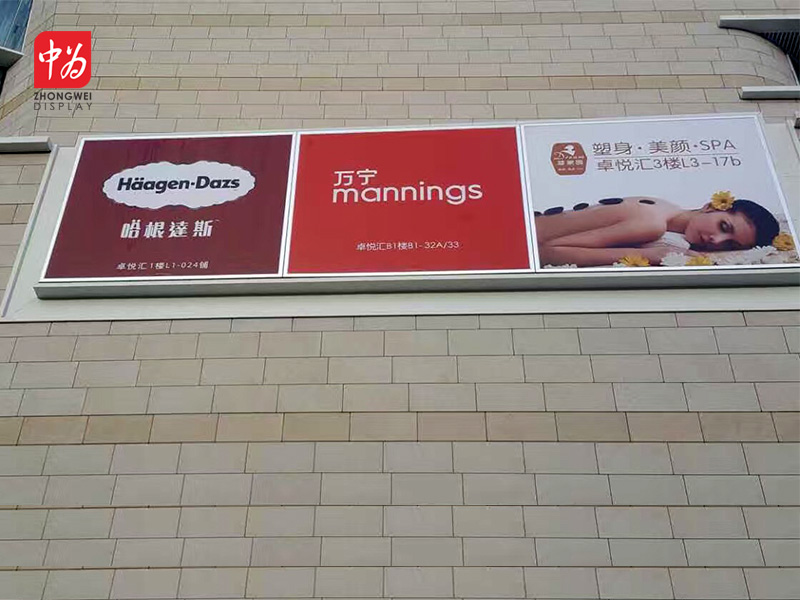 中为
ZHONGWEI
DISPLAY
Häagen-Dazs
哈根達斯
卓悦汇1楼L1-024铺
万宁
mannings
卓悦汇B1楼B1-32A/33
塑身·美颜·SPA
卓悦汇3楼L3-17b